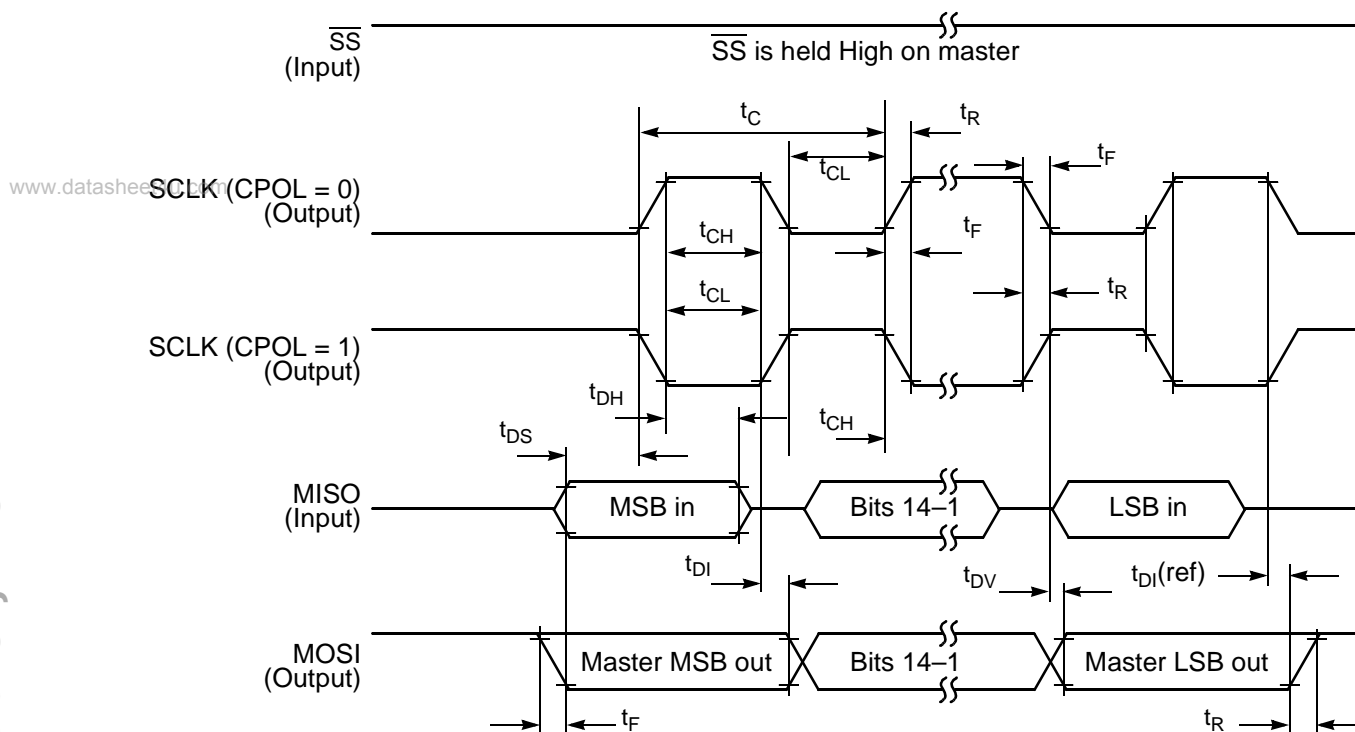 SS
(Input)
SS is held High on master
tC
tR
tCL
tF
www.datasheet4u.com
SCLK (CPOL = 0)
(Output)
tCH
tF
tCL
tR
SCLK (CPOL = 1)
(Output)
tDH
tCH
tDS
MISO
(Input)
MSB in
Bits 14–1
LSB in
tDI
tDV
tDI(ref)
MOSI
(Output)
Master MSB out
Bits 14–1
Master LSB out
tF
tR